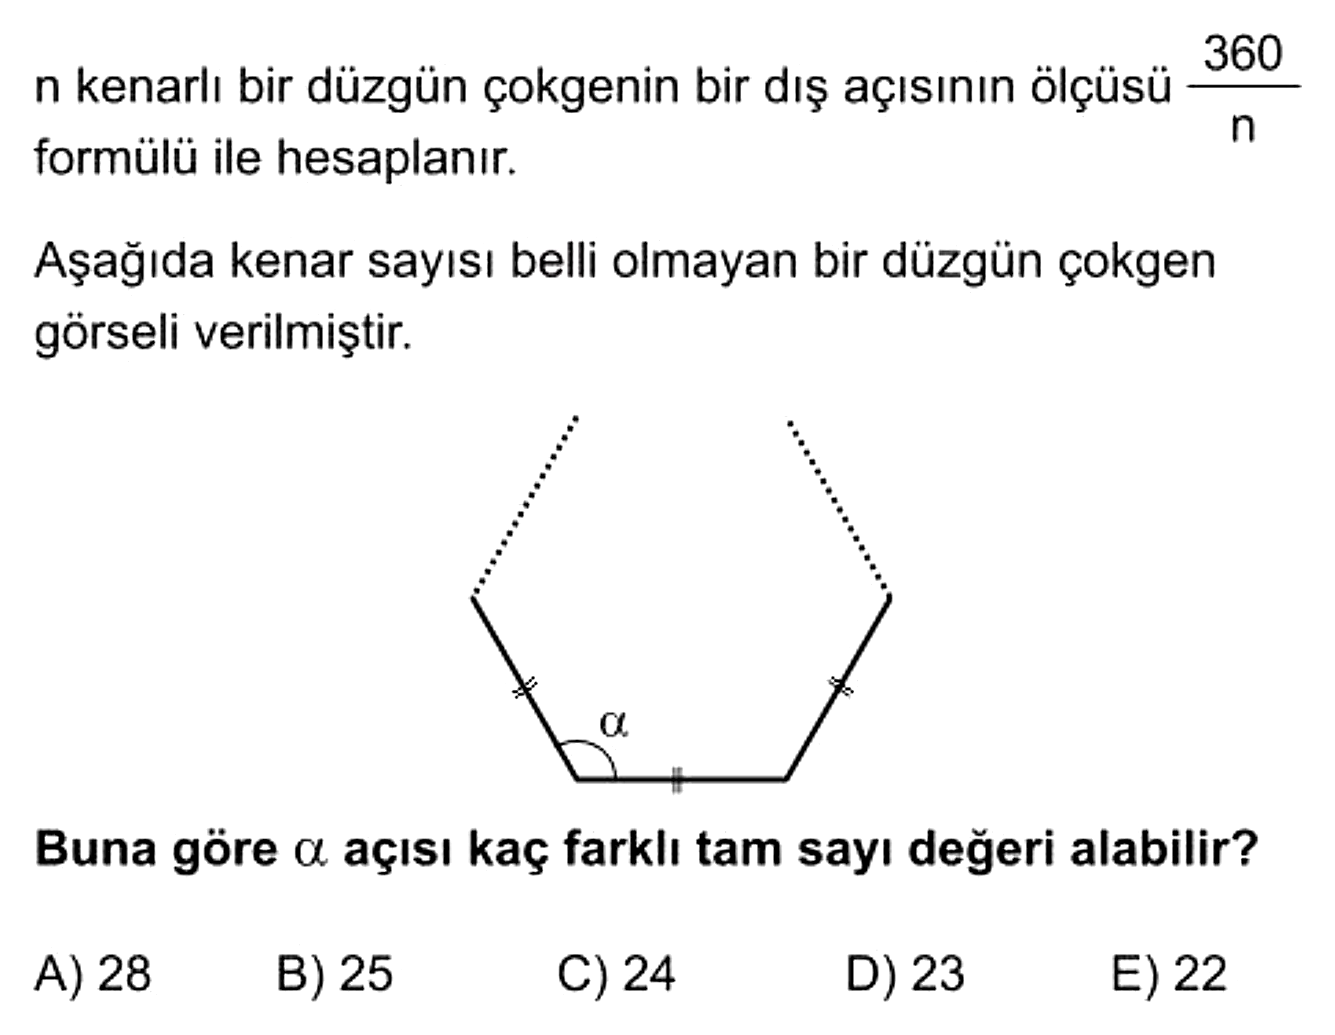 n kenarlı bir düzgün çokgenin bir dış açısının ölçüsü 360/n
formülü ile hesaplanır.
Aşağıda kenar sayısı belli olmayan bir düzgün çokgen
görseli verilmiştir.
α
Buna göre α açısı kaç farklı tam sayı değeri alabilir?
A) 28 B) 25 C) 24 D) 23 E) 22